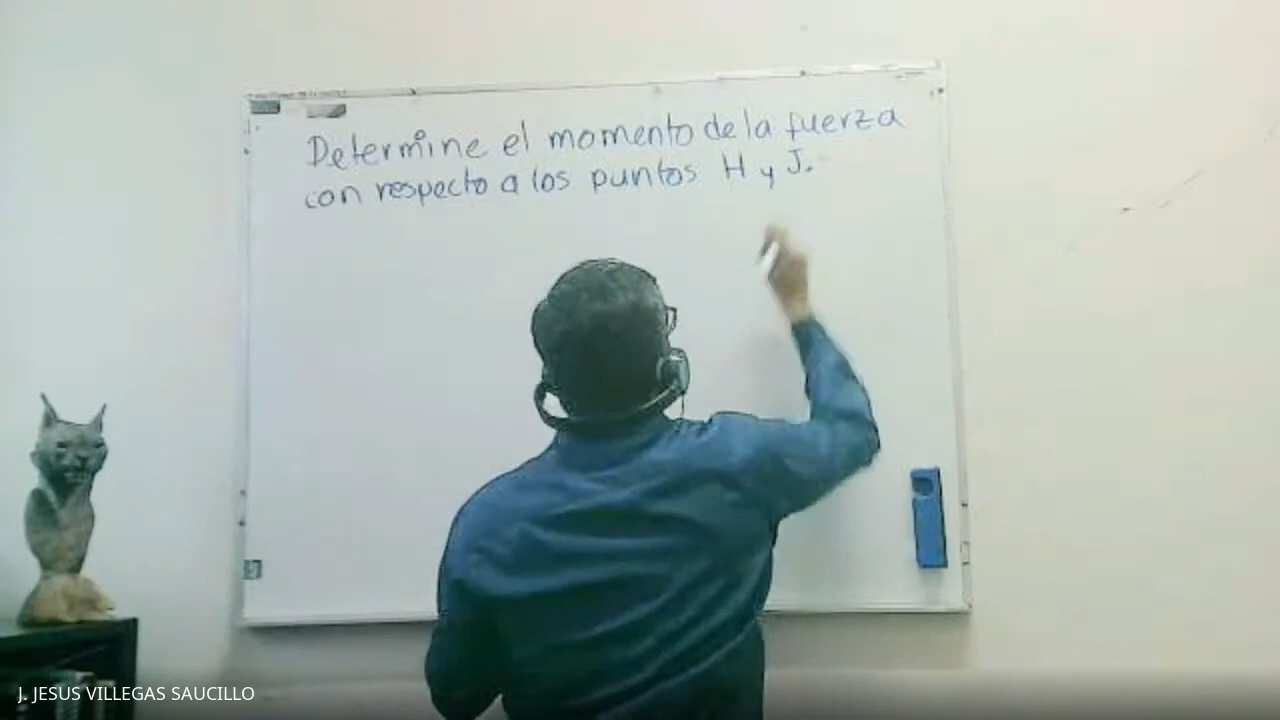 Determine el momento de la fuerza
con respecto a los puntos H y J.
J. JESUS VILLEGAS SAUCILLO